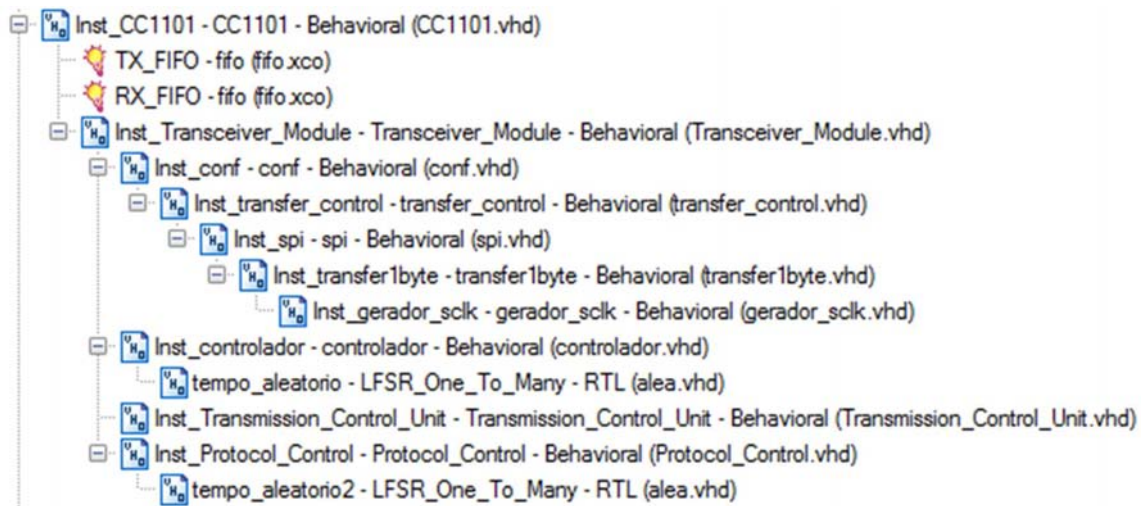 Inst_CC1101 - CC1101 - Behavioral (CC1101.vhd)
TX_FIFO - fifo (fifo.xco)
RX_FIFO - fifo (fifo.xco)
Inst_Transceiver_Module - Transceiver_Module - Behavioral (Transceiver_Module.vhd)
Inst_conf - conf - Behavioral (conf.vhd)
Inst_transfer_control - transfer_control - Behavioral (transfer_control.vhd)
Inst_spi - spi - Behavioral (spi.vhd)
Inst_transfer1byte - transfer1byte - Behavioral (transfer1byte.vhd)
Inst_gerador_sclk - gerador_sclk - Behavioral (gerador_sclk.vhd)
Inst_controlador - controlador - Behavioral (controlador.vhd)
tempo_aleatorio - LFSR_One_To_Many - RTL (alea.vhd)
Inst_Transmission_Control_Unit - Transmission_Control_Unit - Behavioral (Transmission_Control_Unit.vhd)
Inst_Protocol_Control - Protocol_Control - Behavioral (Protocol_Control.vhd)
tempo_aleatorio2 - LFSR_One_To_Many - RTL (alea.vhd)